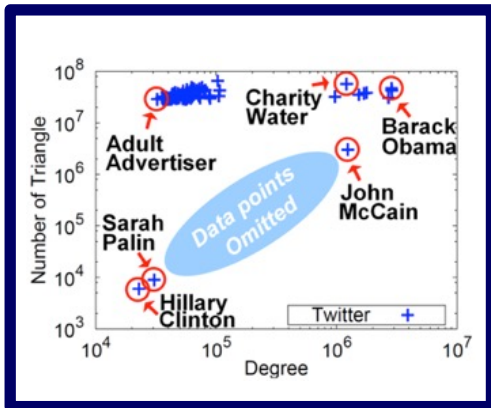 Number of Triangle
10^8
10^7
10^6
10^5
10^4
10^3
Adult
Advertiser
Charity
Water
Barack
Obama
John
McCain
Data points
Omitted
Sarah
Palin
Hillary
Clinton
Twitter
10^4
10^5
10^6
10^7
Degree